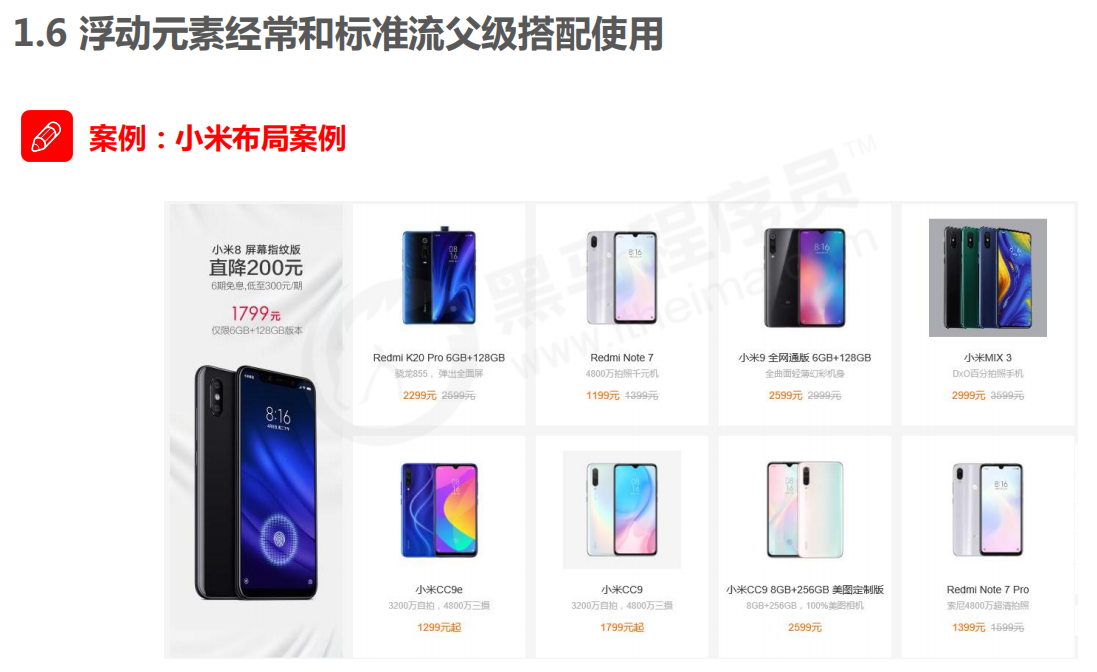 1.6 浮动元素经常和标准流父级搭配使用
案例：小米布局案例
小米8 屏幕指纹版
直降200元
6期免息,低至300元/期
1799元
仅限6GB+128GB版本
8:16
Redmi K20 Pro 6GB+128GB
骁龙855，弹出全面屏
2299元 2599元
Redmi Note 7
4800万拍照千元机
1199元 1399元
小米9 全网通版 6GB+128GB
全曲面轻薄幻彩机身
2599元 2999元
小米MIX 3
DxO百分拍照手机
2999元 3599元
小米CC9e
3200万自拍，4800万三摄
1299元起
小米CC9
3200万自拍，4800万三摄
1799元起
小米CC9 8GB+256GB 美图定制版
8GB+256GB，100%美图相机
2599元
Redmi Note 7 Pro
索尼4800万超清拍照
1399元 1599元
黑马程序员™
www.itheima.com